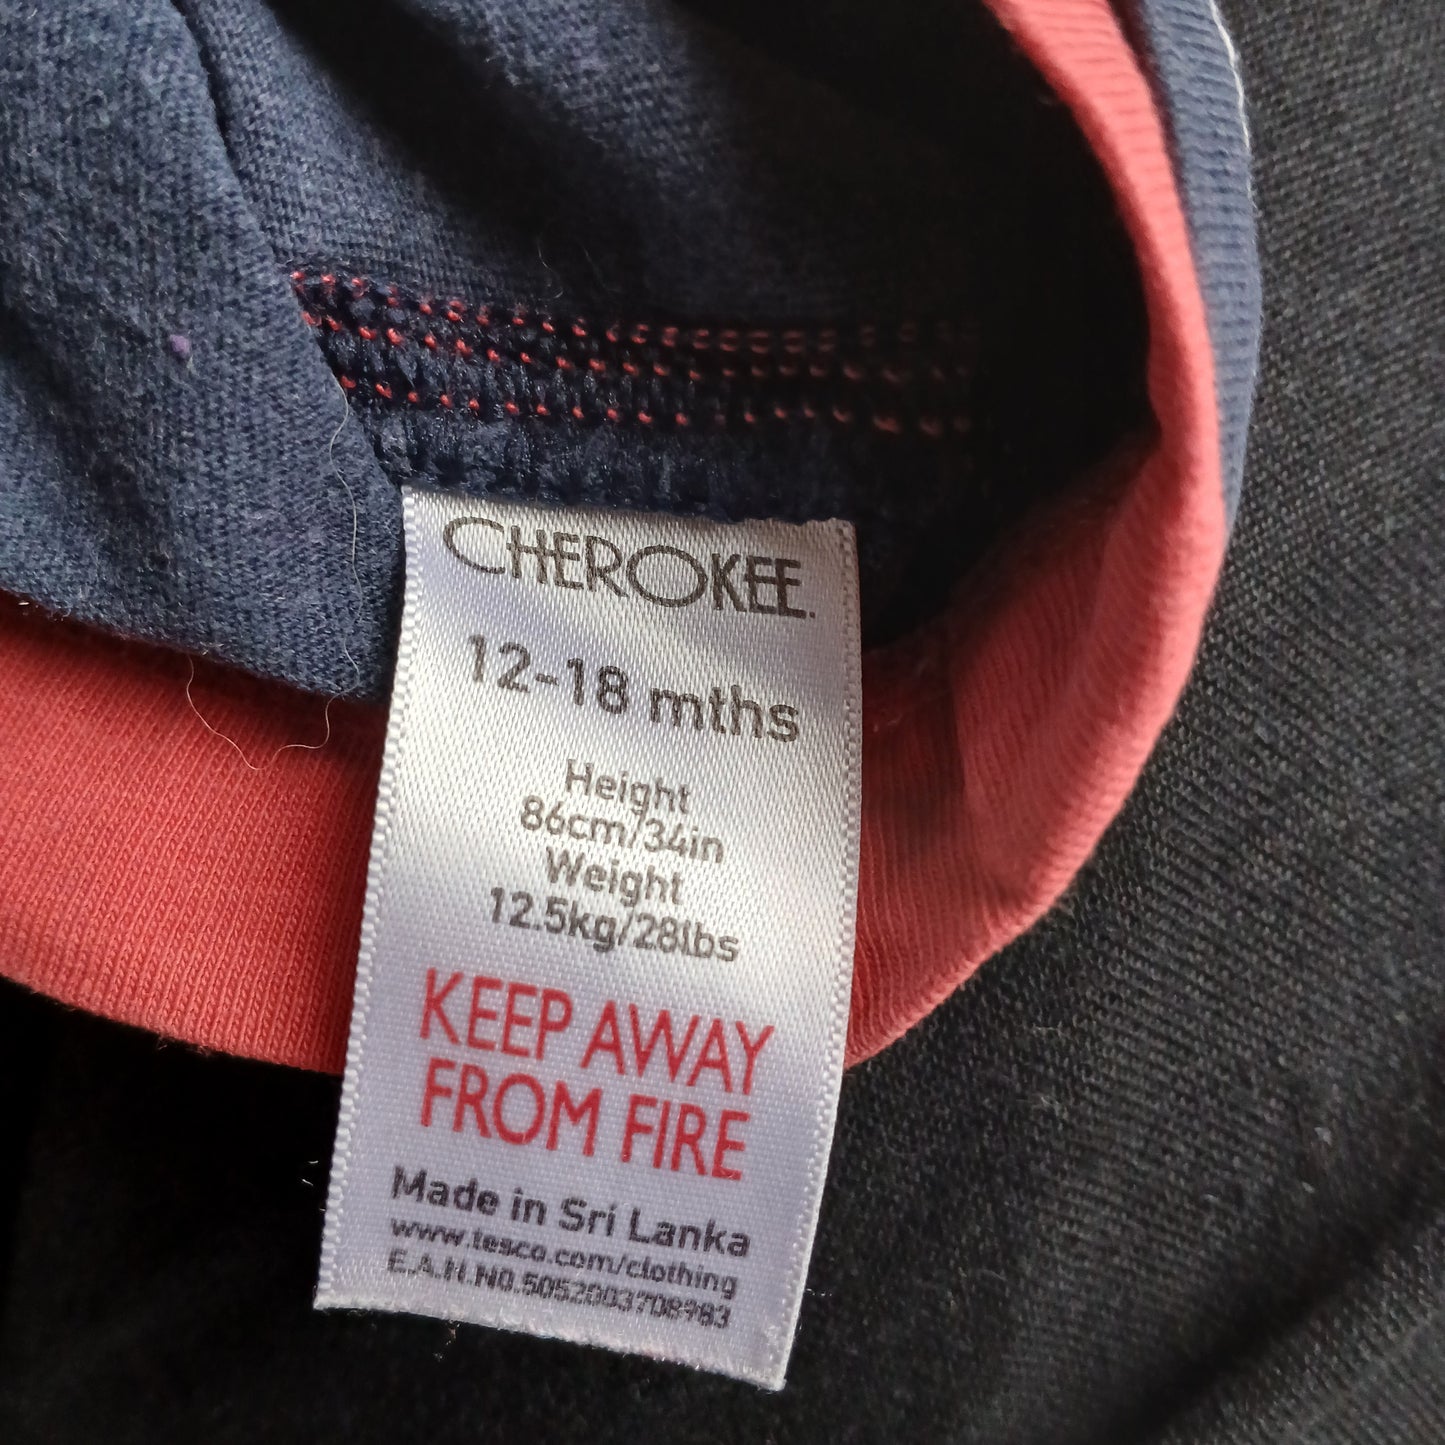 CHEROKEE.
12-18 mths
Height
86cm/34in
Weight
12.5kg/28lbs
KEEP AWAY
FROM FIRE
Made in Sri Lanka
www.tesco.com/clothing
E.A.N.NO.5052003708983